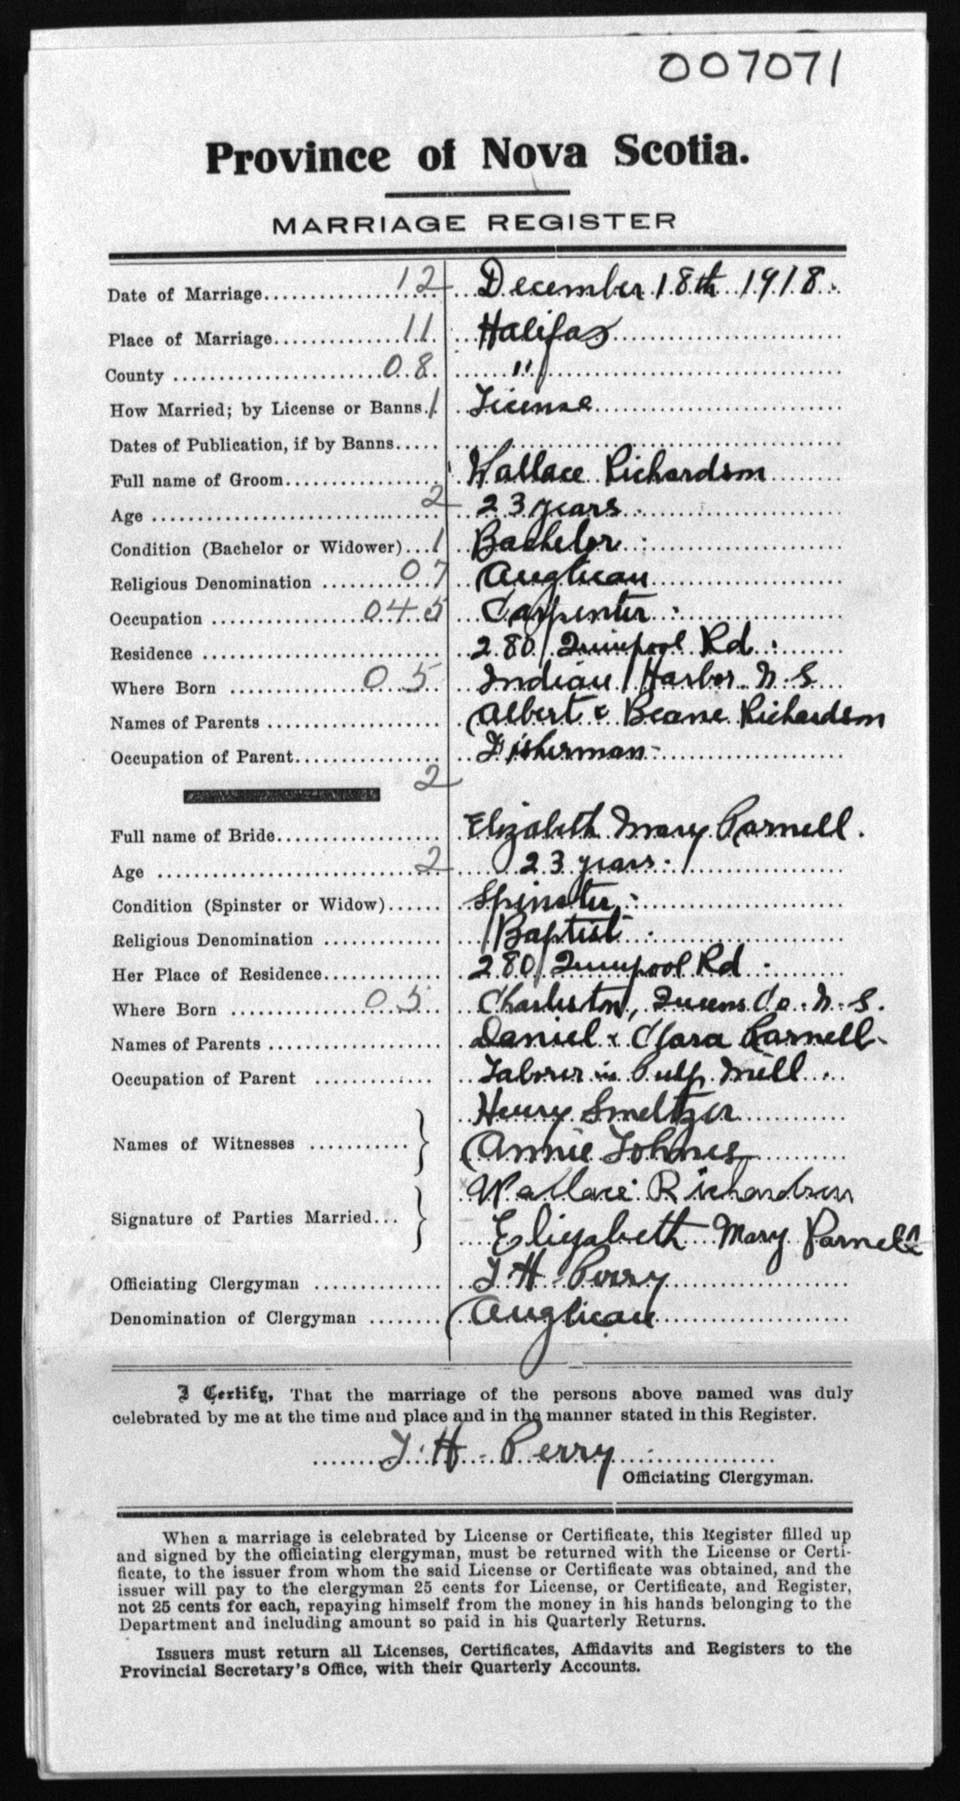 007071
Province of Nova Scotia.
MARRIAGE REGISTER
Date of Marriage 12 December 18th 1918.
Place of Marriage 11 Halifax
County 08 "
How Married; by License or Banns 1 License
Dates of Publication, if by Banns
Full name of Groom Wallace Richardson
Age 2 23 years
Condition (Bachelor or Widower) 1 Bachelor
Religious Denomination 07 Anglican
Occupation 045 Carpenter
Residence 280 Quinpool Rd
Where Born 05 Indian Harbor N.S
Names of Parents Albert & Beane Richardson
Occupation of Parent Fisherman
2
Full name of Bride Elizabeth Mary Parnell.
Age 2 23 years
Condition (Spinster or Widow) Spinster
Religious Denomination Baptist
Her Place of Residence 280 Quinpool Rd
Where Born 05 Charleston, Queens Co. N.S.
Names of Parents Daniel & Clara Parnell
Occupation of Parent Laborer in Pulp Mill
Henry Smeltzer
Names of Witnesses
Annie Johnes
Wallace Richardson
Signature of Parties Married
Elizabeth Mary Parnell
Officiating Clergyman T H Perry
Denomination of Clergyman Anglican
I Certify, That the marriage of the persons above named was duly
celebrated by me at the time and place and in the manner stated in this Register.
T. H. Perry
Officiating Clergyman.
When a marriage is celebrated by License or Certificate, this Register filled up
and signed by the officiating clergyman, must be returned with the License or Certi-
ficate, to the issuer from whom the said License or Certificate was obtained, and the
issuer will pay to the clergyman 25 cents for License, or Certificate, and Register,
not 25 cents for each, repaying himself from the money in his hands belonging to the
Department and including amount so paid in his Quarterly Returns.
Issuers must return all Licenses, Certificates, Affidavits and Registers to the
Provincial Secretary's Office, with their Quarterly Accounts.